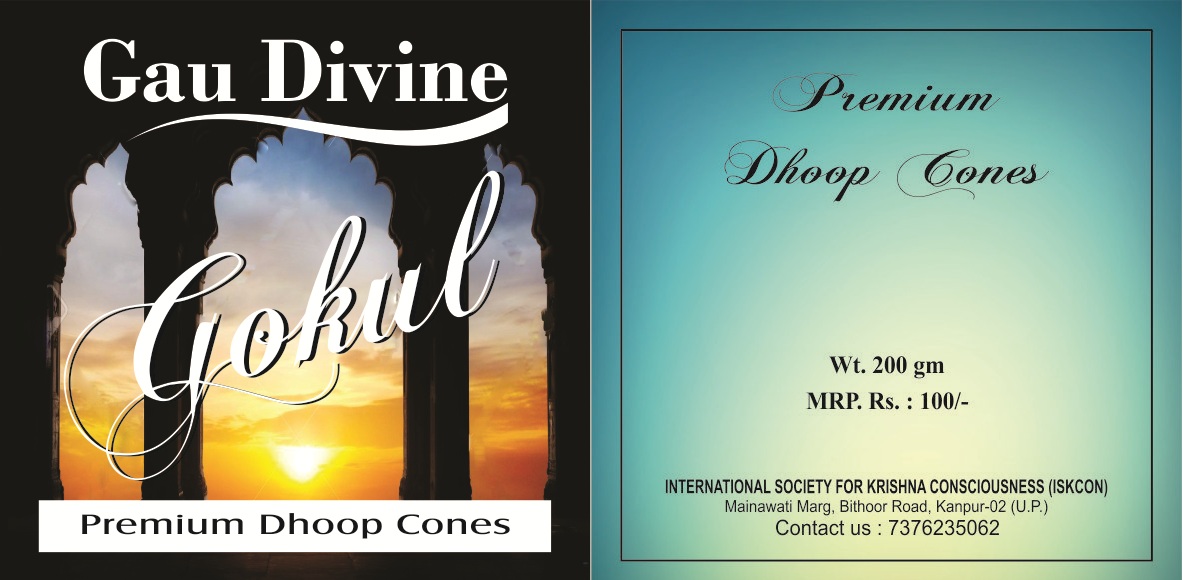 Gau Divine
Gokul
Premium Dhoop Cones
Premium
Dhoop Cones
Wt. 200 gm
MRP. Rs. : 100/-
INTERNATIONAL SOCIETY FOR KRISHNA CONSCIOUSNESS (ISKCON)
Mainawati Marg, Bithoor Road, Kanpur-02 (U.P.)
Contact us : 7376235062